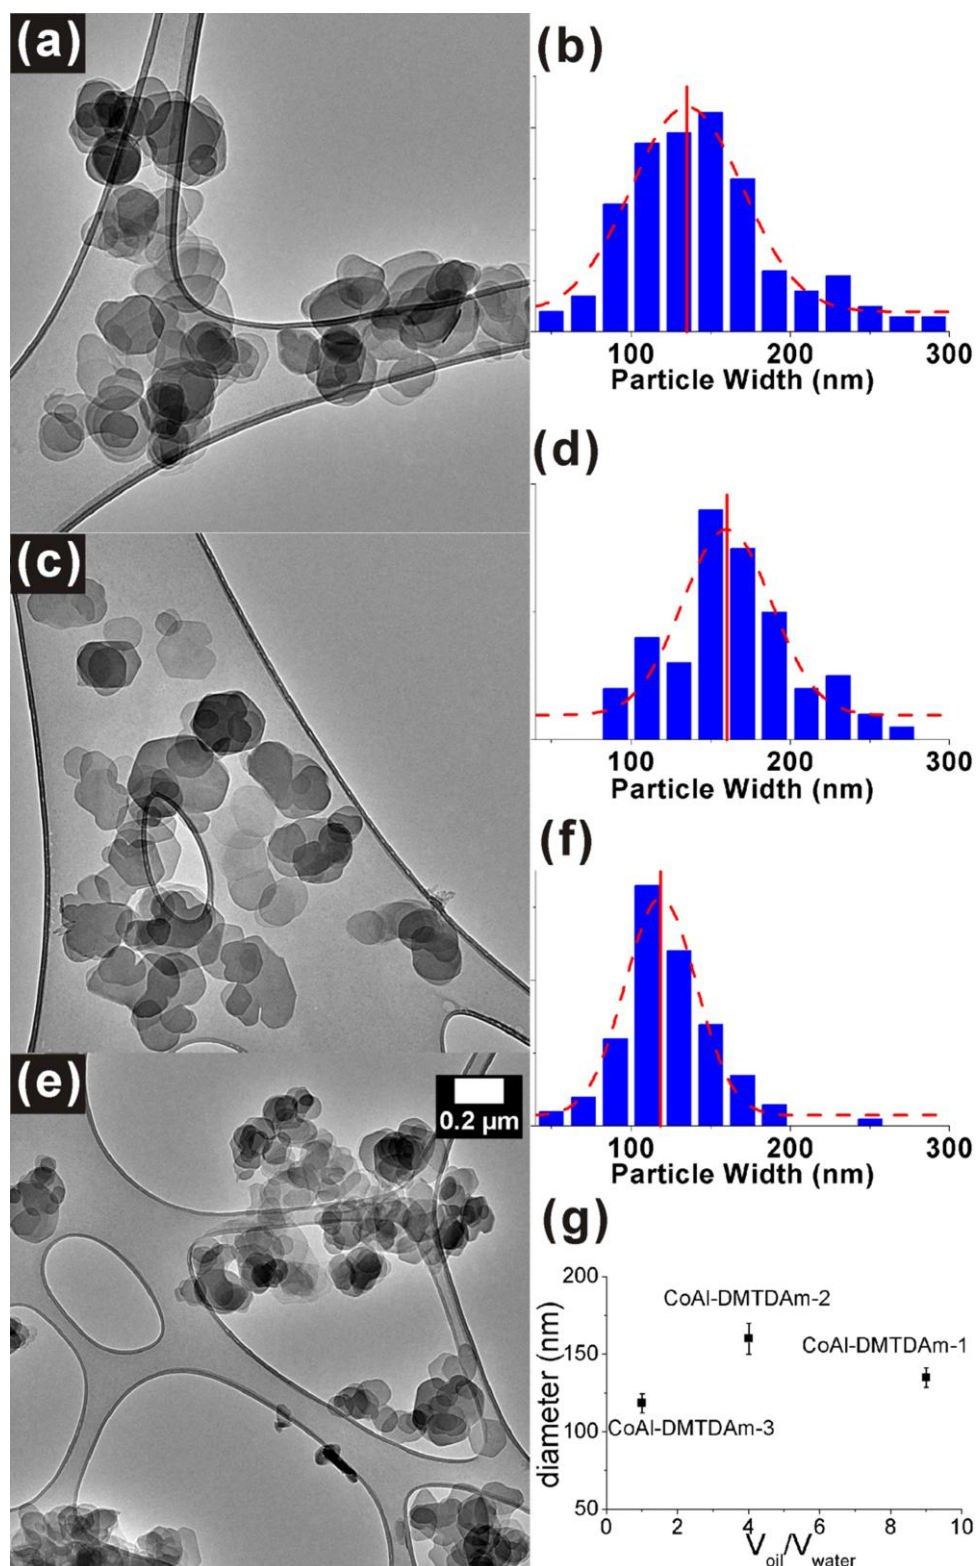 (a)
(b)
100 200 300
Particle Width (nm)
(c)
(d)
100 200 300
Particle Width (nm)
(e)
0.2 µm
(f)
100 200 300
Particle Width (nm)
(g)
200
150
100
50
diameter (nm)
CoAl-DMTDAm-2
CoAl-DMTDAm-1
CoAl-DMTDAm-3
0 2 4 6 8 10
V_oil/V_water